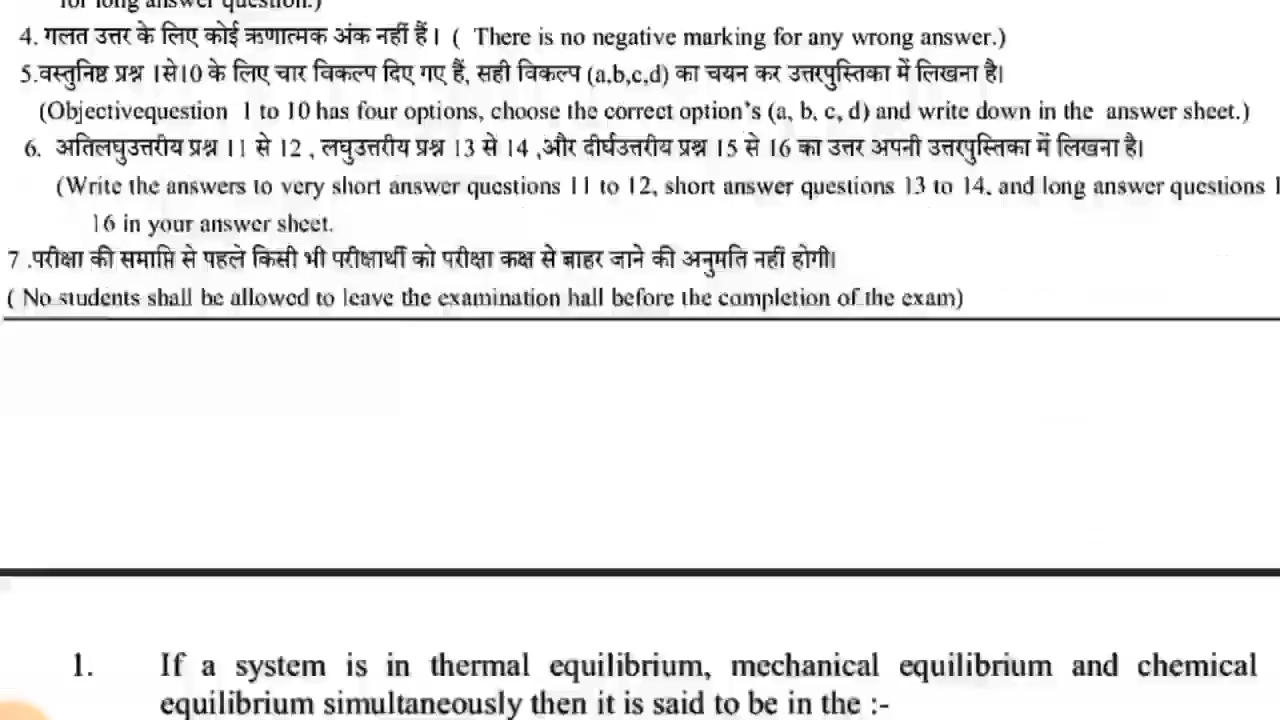 for long answer question.)
4. गलत उत्तर के लिए कोई ऋणात्मक अंक नहीं हैं। ( There is no negative marking for any wrong answer.)
5.वस्तुनिष्ठ प्रश्न 1से10 के लिए चार विकल्प दिए गए हैं, सही विकल्प (a,b,c,d) का चयन कर उत्तरपुस्तिका में लिखना है।
(Objectivequestion 1 to 10 has four options, choose the correct option's (a, b, c, d) and write down in the answer sheet.)
6. अतिलघुउत्तरीय प्रश्न 11 से 12 , लघुउत्तरीय प्रश्न 13 से 14 ,और दीर्घउत्तरीय प्रश्न 15 से 16 का उत्तर अपनी उत्तरपुस्तिका में लिखना है।
(Write the answers to very short answer questions 11 to 12, short answer questions 13 to 14, and long answer questions 1
16 in your answer sheet.
7 .परीक्षा की समाप्ति से पहले किसी भी परीक्षार्थी को परीक्षा कक्ष से बाहर जाने की अनुमति नहीं होगी।
( No students shall be allowed to leave the examination hall before the completion of the exam)
1. If a system is in thermal equilibrium, mechanical equilibrium and chemical
equilibrium simultaneously then it is said to be in the :-